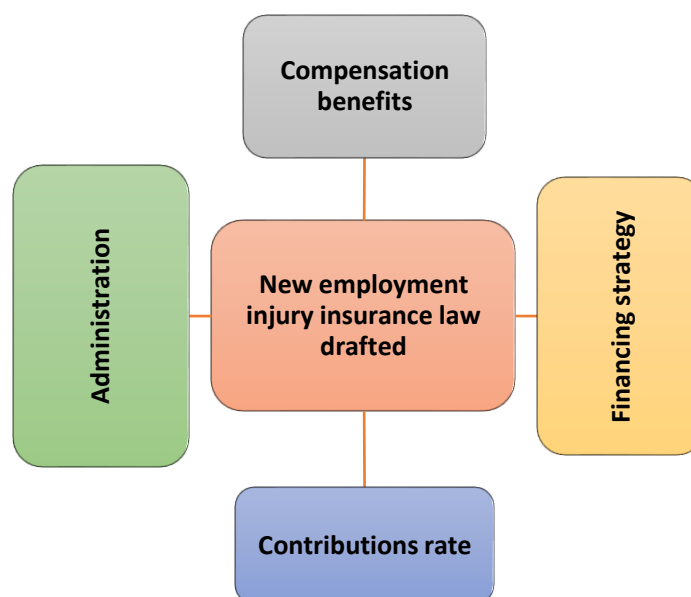 Compensation
benefits
Administration
New employment
injury insurance law
drafted
Financing strategy
Contributions rate